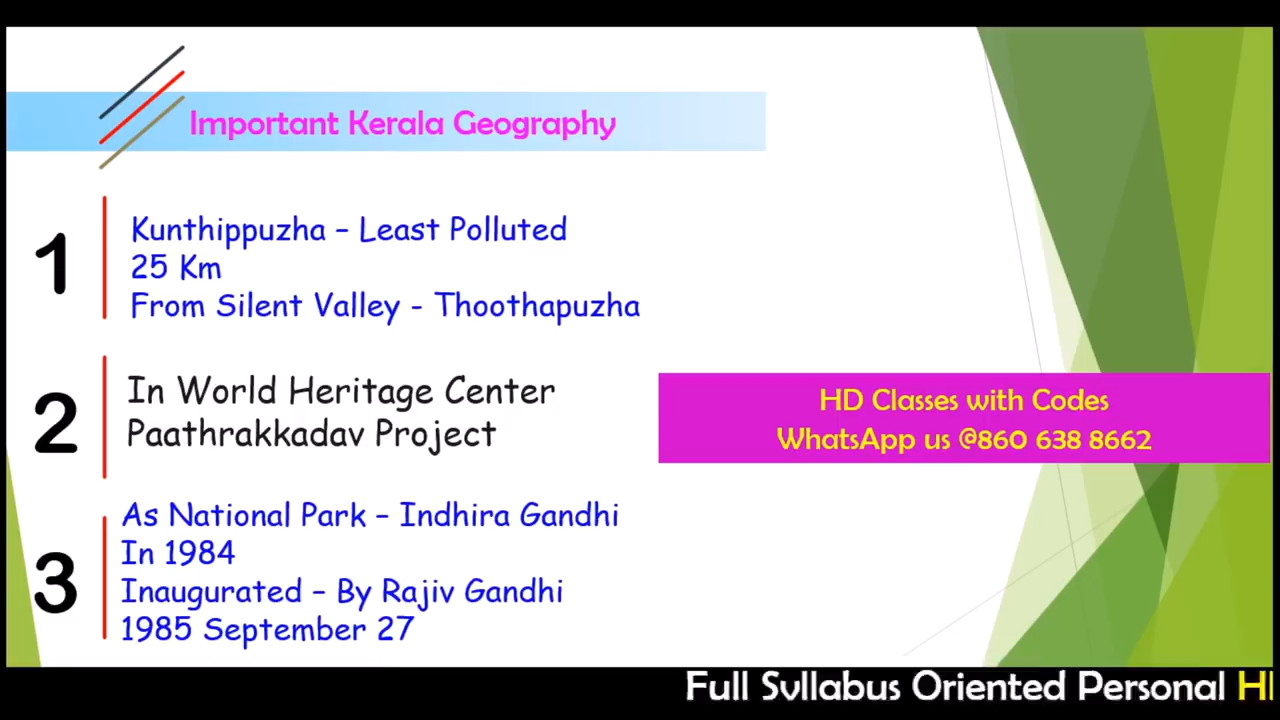 Important Kerala Geography
1
Kunthippuzha – Least Polluted
25 Km
From Silent Valley - Thoothapuzha
2
In World Heritage Center
Paathrakkadav Project
HD Classes with Codes
WhatsApp us @860 638 8662
3
As National Park – Indhira Gandhi
In 1984
Inaugurated – By Rajiv Gandhi
1985 September 27
Full Syllabus Oriented Personal